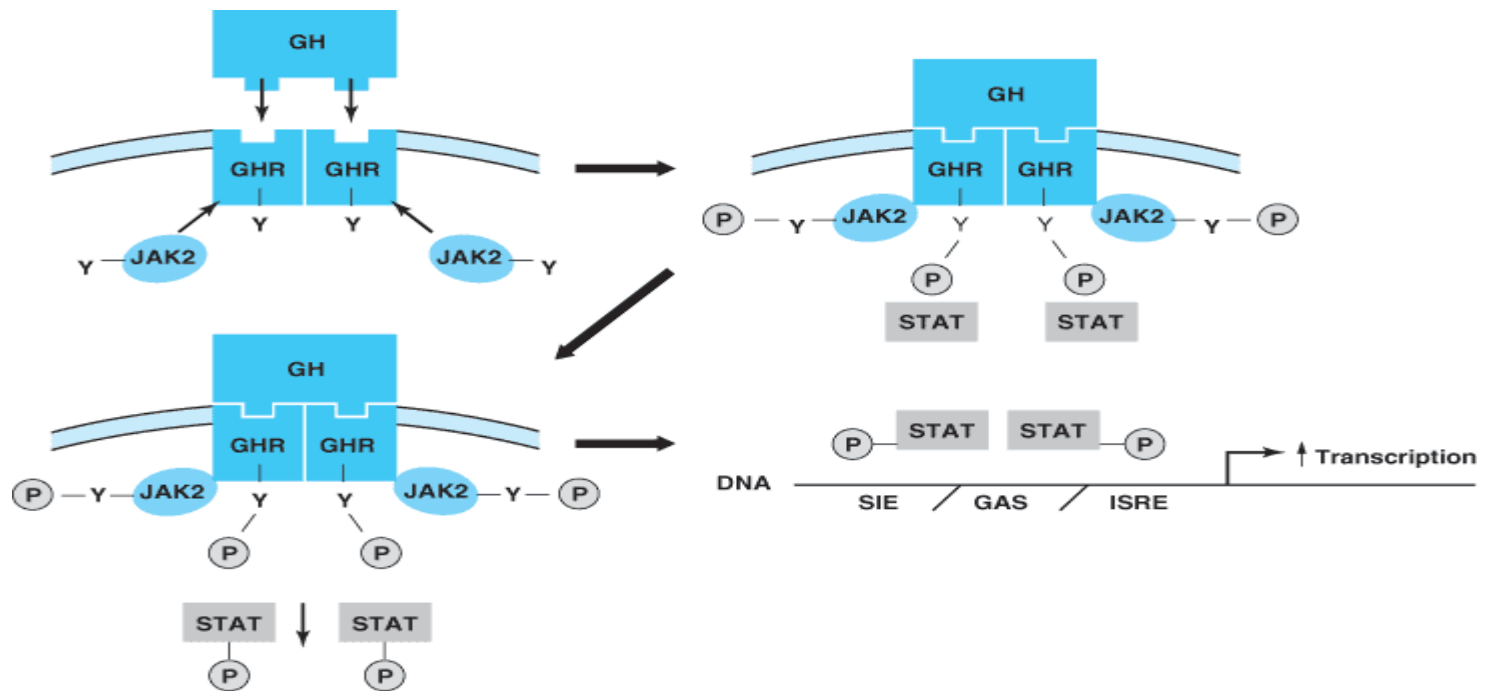 GH
GHR GHR
Y Y
Y JAK2 JAK2 Y
GH
GHR GHR
P Y JAK2 Y Y JAK2 Y P
P P
STAT STAT
GH
GHR GHR
P Y JAK2 Y Y JAK2 Y P
P P
STAT STAT
P P
P STAT STAT P
Transcription
DNA
SIE / GAS / ISRE